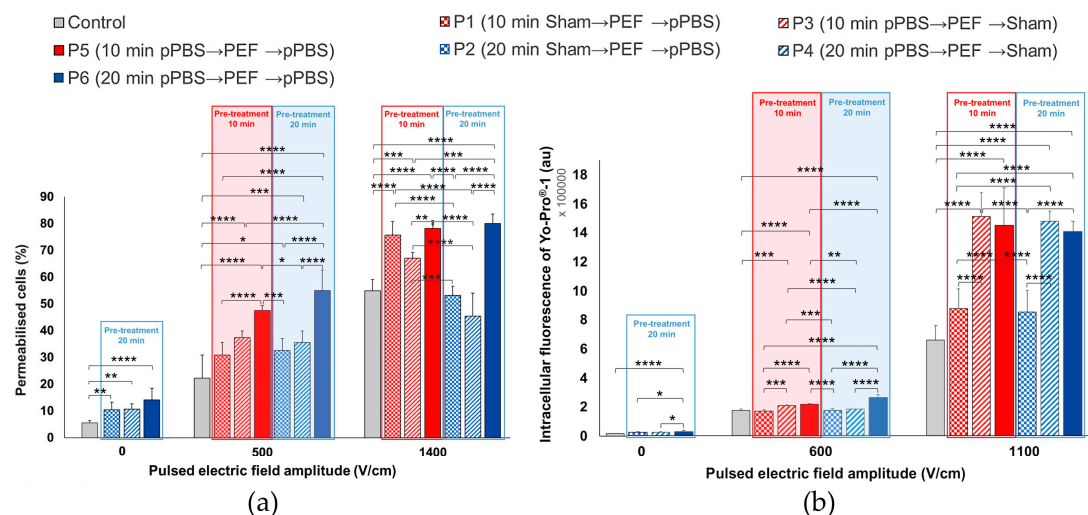 Control
P5 (10 min pPBS→PEF →pPBS)
P6 (20 min pPBS→PEF →pPBS)
P1 (10 min Sham→PEF →pPBS)
P2 (20 min Sham→PEF →pPBS)
P3 (10 min pPBS→PEF →Sham)
P4 (20 min pPBS→PEF →Sham)
Permeabilised cells (%)
90
80
70
60
50
40
30
20
10
0
Pre-treatment
20 min
**
**
****
Pre-treatment
10 min
Pre-treatment
20 min
****
****
***
**** ****
* ****
**** * ****
**** ***
Pre-treatment
10 min
Pre-treatment
20 min
****
*** ***
**** **** ****
**** **** ****
****
** ****
****
***
0 500 1400
Pulsed electric field amplitude (V/cm)
(a)
Intracellular fluorescence of Yo-Pro®-1 (au)
x 100000
18
16
14
12
10
8
6
4
2
0
Pre-treatment
20 min
****
*
*
Pre-treatment
10 min
Pre-treatment
20 min
****
****
****
*** **
****
***
****
**** ****
*** ****
Pre-treatment
10 min
Pre-treatment
20 min
****
****
****
****
****
**** **** ****
**** ****
**** ****
0 600 1100
Pulsed electric field amplitude (V/cm)
(b)